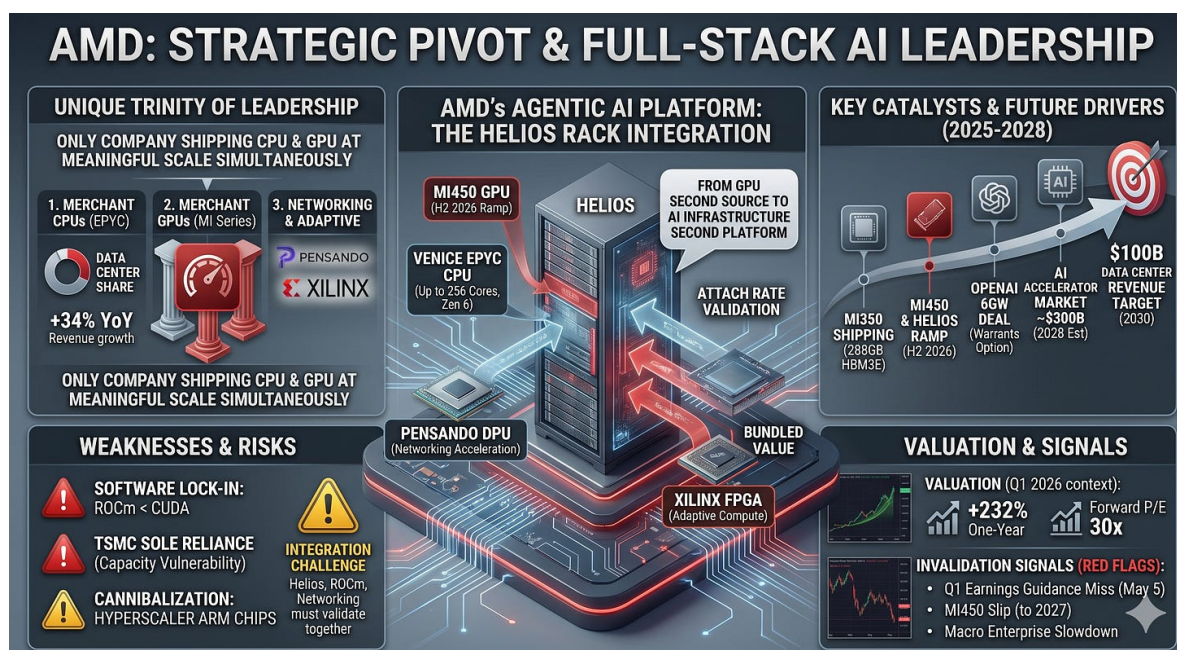 AMD: STRATEGIC PIVOT & FULL-STACK AI LEADERSHIP
UNIQUE TRINITY OF LEADERSHIP
ONLY COMPANY SHIPPING CPU & GPU AT
MEANINGFUL SCALE SIMULTANEOUSLY
1. MERCHANT
CPUs (EPYC)
DATA
CENTER
SHARE
+34% YoY
Revenue growth
2. MERCHANT
GPUs (MI Series)
3. NETWORKING
& ADAPTIVE
PENSANDO
XILINX
ONLY COMPANY SHIPPING CPU & GPU AT
MEANINGFUL SCALE SIMULTANEOUSLY
AMD's AGENTIC AI PLATFORM:
THE HELIOS RACK INTEGRATION
MI450 GPU
(H2 2026 Ramp)
HELIOS
FROM GPU
SECOND SOURCE TO
AI INFRASTRUCTURE
SECOND PLATFORM
VENICE EPYC
CPU
(Up to 256 Cores,
Zen 6)
ATTACH RATE
VALIDATION
PENSANDO DPU
(Networking Acceleration)
BUNDLED
VALUE
XILINX FPGA
(Adaptive Compute)
KEY CATALYSTS & FUTURE DRIVERS
(2025-2028)
AI
MI350
SHIPPING
(288GB
HBM3E)
MI450
& HELIOS
RAMP
(H2 2026)
OPENAI
6GW
DEAL
(Warrants
Option)
AI
ACCELERATOR
MARKET
~$300B
(2028 Est)
$100B
DATA CENTER
REVENUE
TARGET
(2030)
WEAKNESSES & RISKS
SOFTWARE LOCK-IN:
ROCm < CUDA
TSMC SOLE RELIANCE
(Capacity Vulnerability)
CANNIBALIZATION:
HYPERSCALER ARM CHIPS
INTEGRATION
CHALLENGE
Helios, ROCm,
Networking
must validate
together
VALUATION & SIGNALS
VALUATION (Q1 2026 context):
+232%
One-Year
Forward P/E
30x
INVALIDATION SIGNALS (RED FLAGS):
• Q1 Earnings Guidance Miss (May 5)
• MI450 Slip (to 2027)
• Macro Enterprise Slowdown